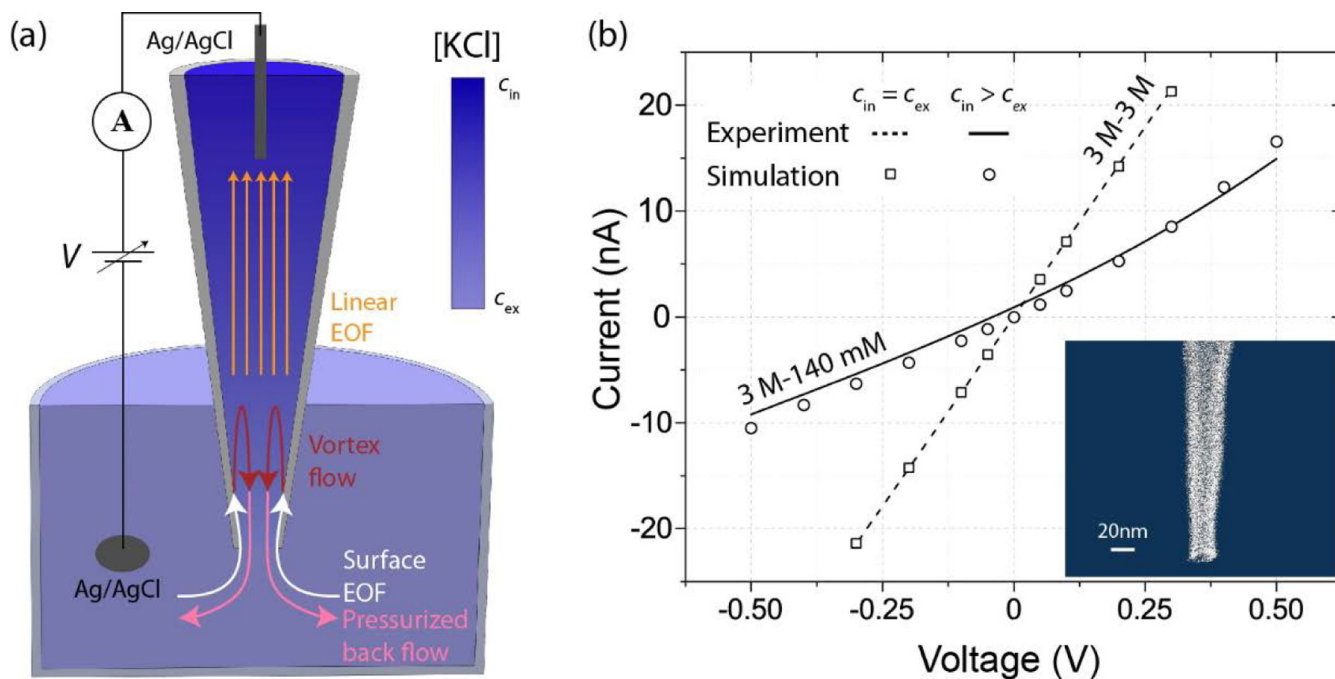 (a)
Ag/AgCl
[KCl]
c_in
c_ex
A
V
Linear
EOF
Vortex
flow
Ag/AgCl
Surface
EOF
Pressurized
back flow
(b)
c_in = c_ex c_in > c_ex
Experiment
Simulation
3 M-3 M
3 M-140 mM
20
10
0
-10
-20
Current (nA)
20nm
-0.50 -0.25 0 0.25 0.50
Voltage (V)